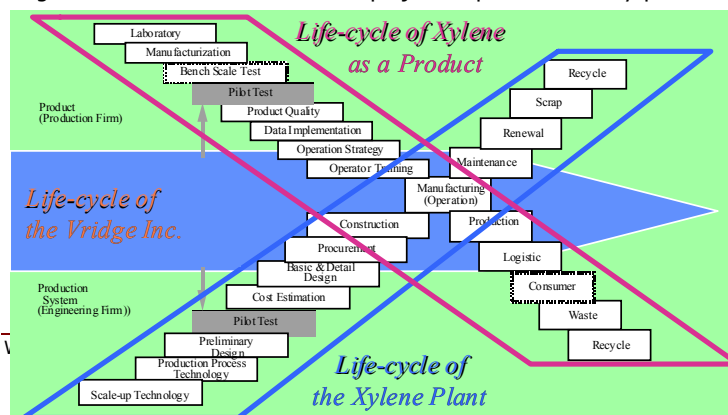 Life-cycle of Xylene
as a Product
Laboratory
Manufacturization
Bench Scale Test
Pilot Test
Product Quality
Data Implementation
Operation Strategy
Operator Training
Product
(Production Firm)
Recycle
Scrap
Renewal
Maintenance
Manufacturing
(Operation)
Production
Logistic
Consumer
Waste
Recycle
Life-cycle of
the Vridge Inc.
Construction
Procurement
Basic & Detail
Design
Cost Estimation
Pilot Test
Preliminary
Design
Production Process
Technology
Scale-up Technology
Production
System
(Engineering Firm))
Life-cycle of
the Xylene Plant